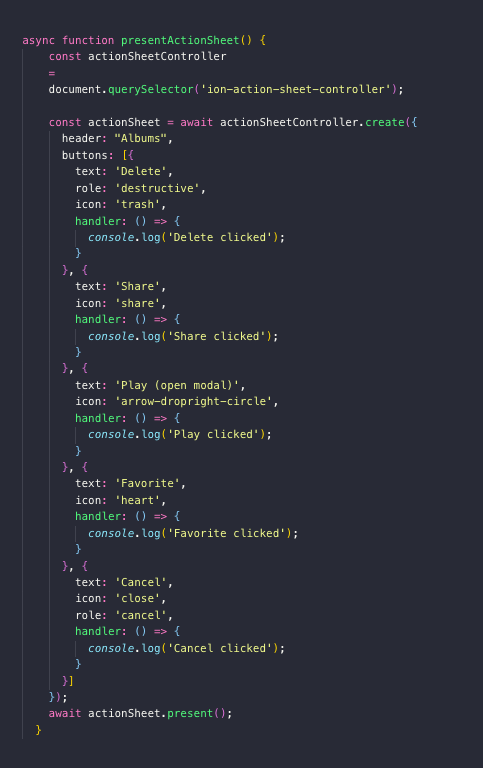 async function presentActionSheet() {
    const actionSheetController
    =
    document.querySelector('ion-action-sheet-controller');

    const actionSheet = await actionSheetController.create({
      header: "Albums",
      buttons: [{
        text: 'Delete',
        role: 'destructive',
        icon: 'trash',
        handler: () => {
          console.log('Delete clicked');
        }
      }, {
        text: 'Share',
        icon: 'share',
        handler: () => {
          console.log('Share clicked');
        }
      }, {
        text: 'Play (open modal)',
        icon: 'arrow-dropright-circle',
        handler: () => {
          console.log('Play clicked');
        }
      }, {
        text: 'Favorite',
        icon: 'heart',
        handler: () => {
          console.log('Favorite clicked');
        }
      }, {
        text: 'Cancel',
        icon: 'close',
        role: 'cancel',
        handler: () => {
          console.log('Cancel clicked');
        }
      }]
    });
    await actionSheet.present();
  }